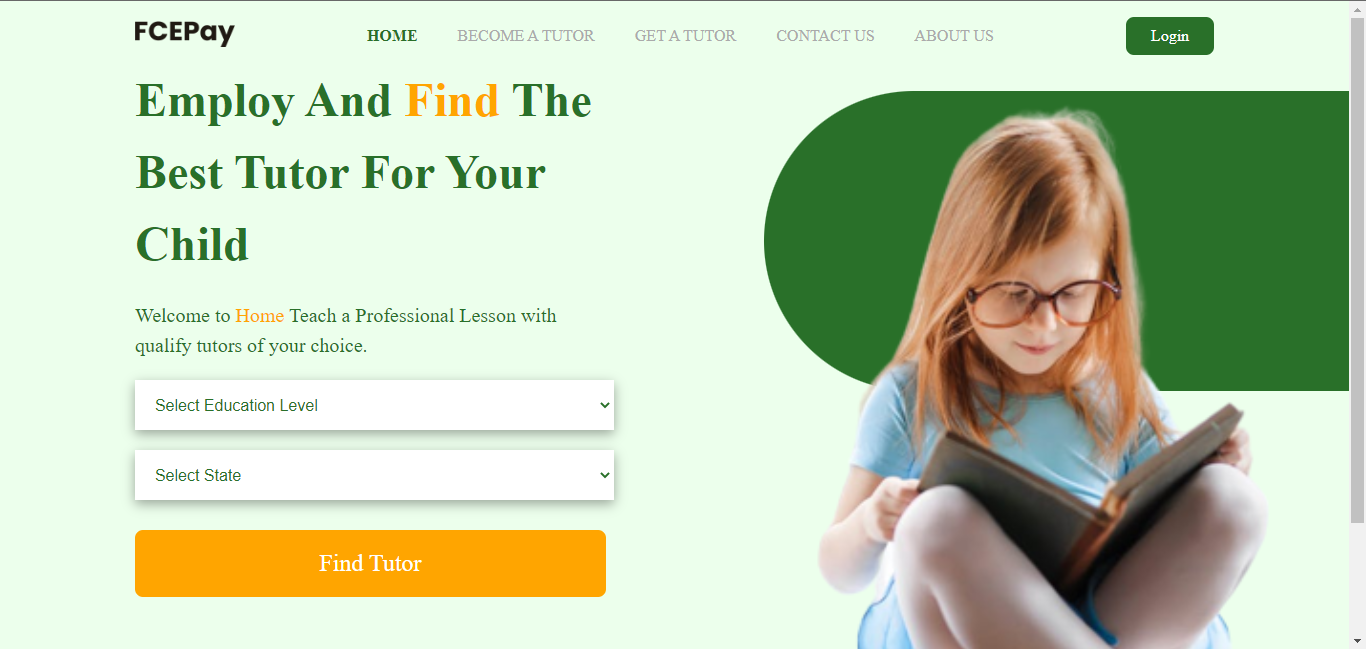 FCEPay
HOME
BECOME A TUTOR
GET A TUTOR
CONTACT US
ABOUT US
Login
Employ And Find The
Best Tutor For Your
Child
Welcome to Home Teach a Professional Lesson with
qualify tutors of your choice.
Select Education Level
Select State
Find Tutor